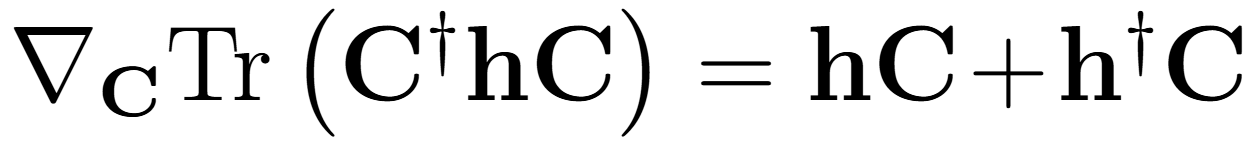 ∇_C Tr (C†hC) = hC + h†C